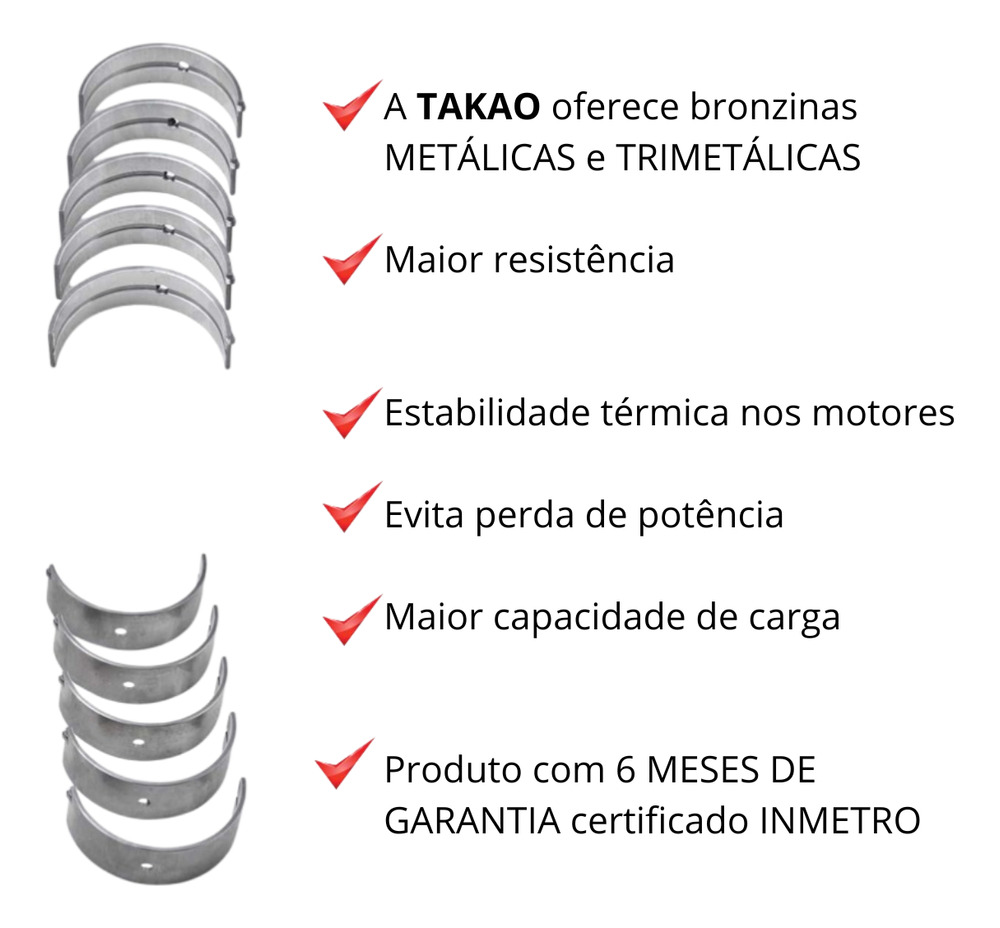 A TAKAO oferece bronzinas
METÁLICAS e TRIMETÁLICAS
Maior resistência
Estabilidade térmica nos motores
Evita perda de potência
Maior capacidade de carga
Produto com 6 MESES DE
GARANTIA certificado INMETRO